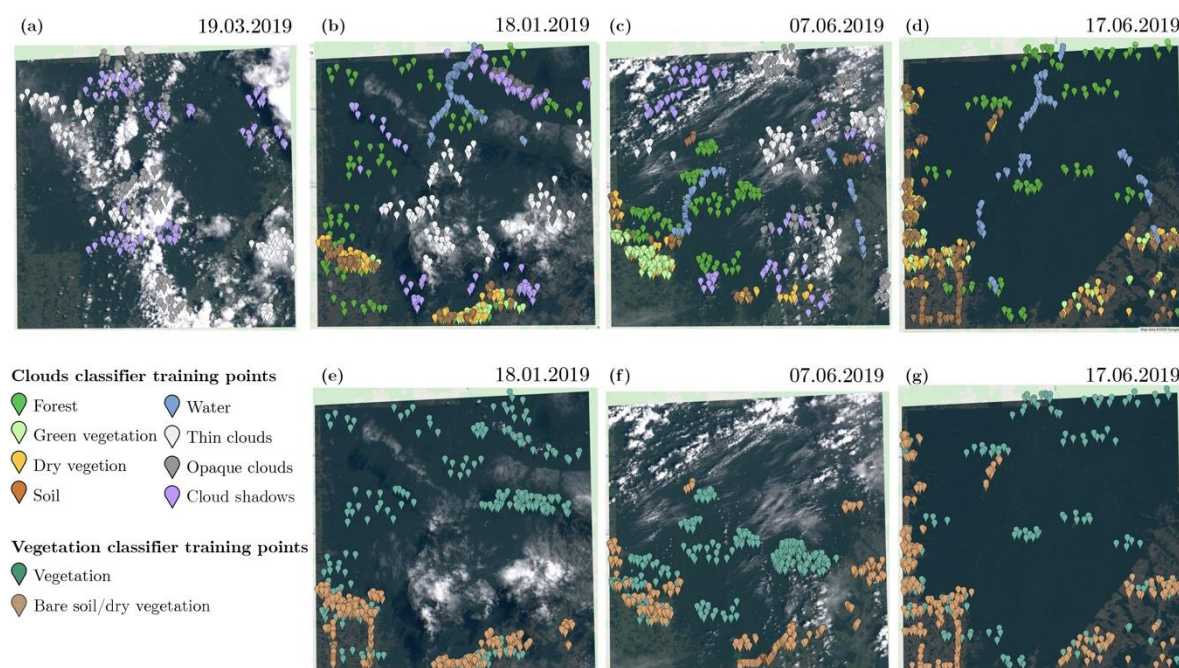 (a) 19.03.2019
(b) 18.01.2019
(c) 07.06.2019
(d) 17.06.2019
Clouds classifier training points
Forest
Green vegetation
Dry vegetion
Soil
Water
Thin clouds
Opaque clouds
Cloud shadows
Vegetation classifier training points
Vegetation
Bare soil/dry vegetation
(e) 18.01.2019
(f) 07.06.2019
(g) 17.06.2019